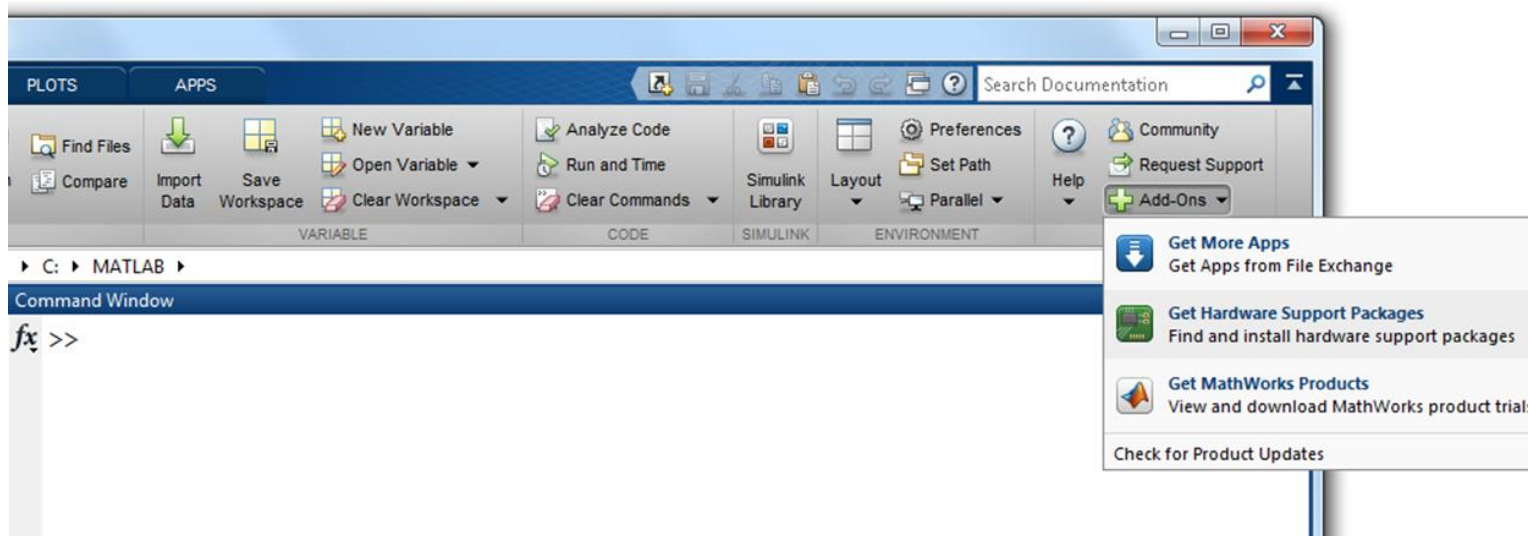 PLOTS APPS Search Documentation
Find Files
Compare
Import
Data
Save
Workspace
New Variable
Open Variable
Clear Workspace
Analyze Code
Run and Time
Clear Commands
Simulink
Library
Layout
Preferences
Set Path
Parallel
Help
Community
Request Support
Add-Ons
VARIABLE CODE SIMULINK ENVIRONMENT
C: MATLAB
Command Window
fx >>
Get More Apps
Get Apps from File Exchange
Get Hardware Support Packages
Find and install hardware support packages
Get MathWorks Products
View and download MathWorks product trials
Check for Product Updates